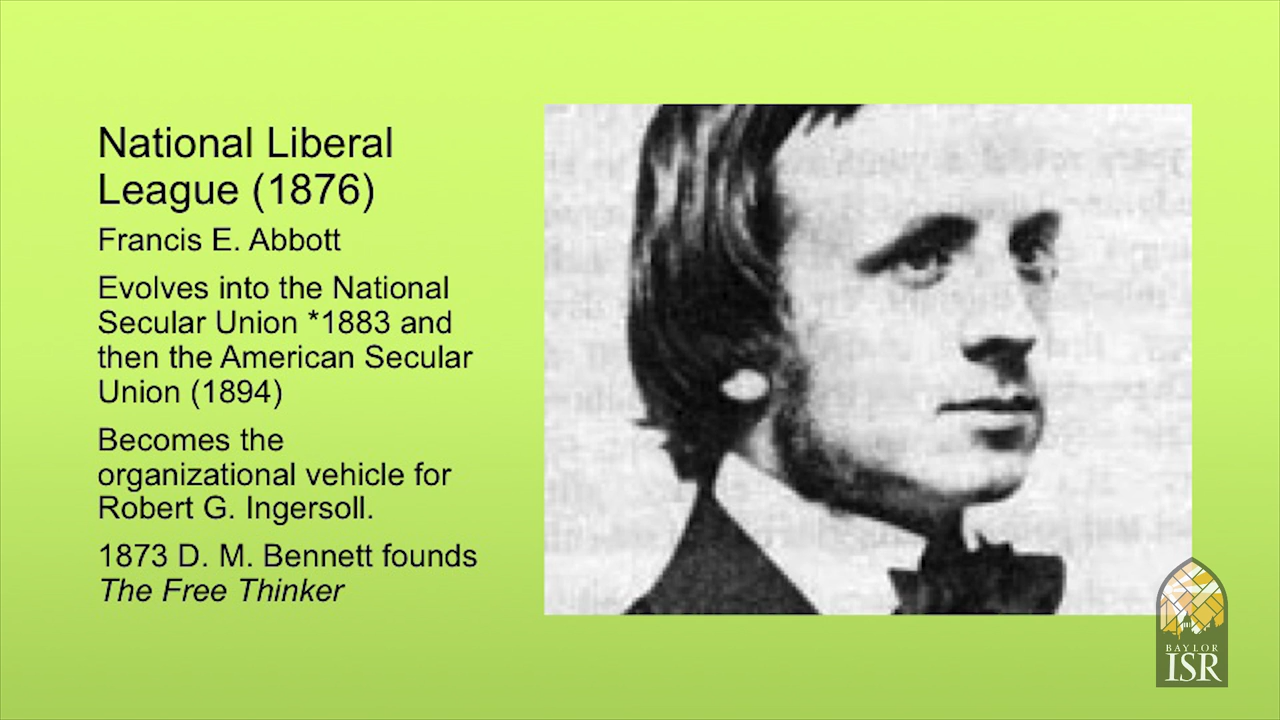 National Liberal
League (1876)
Francis E. Abbott
Evolves into the National
Secular Union *1883 and
then the American Secular
Union (1894)
Becomes the
organizational vehicle for
Robert G. Ingersoll.
1873 D. M. Bennett founds
The Free Thinker
BAYLOR
ISR